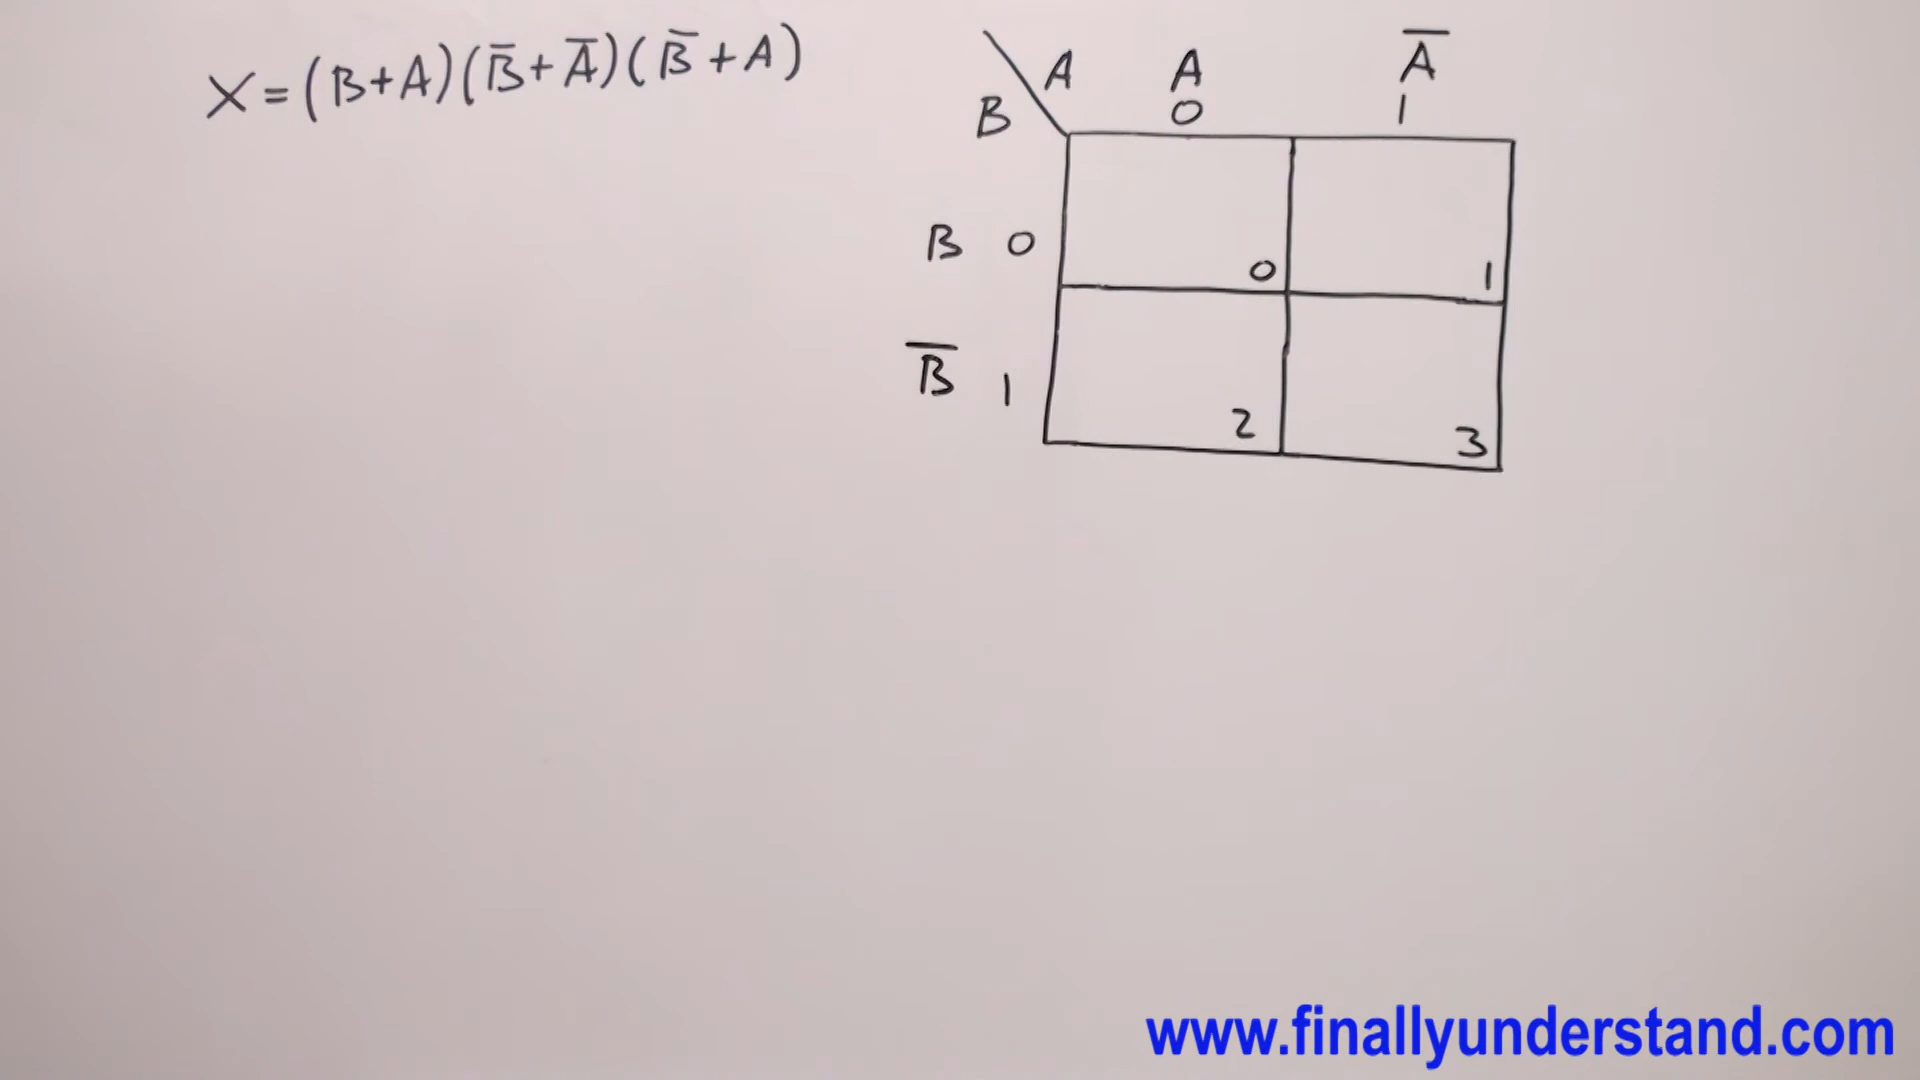 X = (B+A)(B̅+A̅)(B̅+A)
A A A̅
B 0 1
B 0 0 1
B̅ 1 2 3
www.finallyunderstand.com